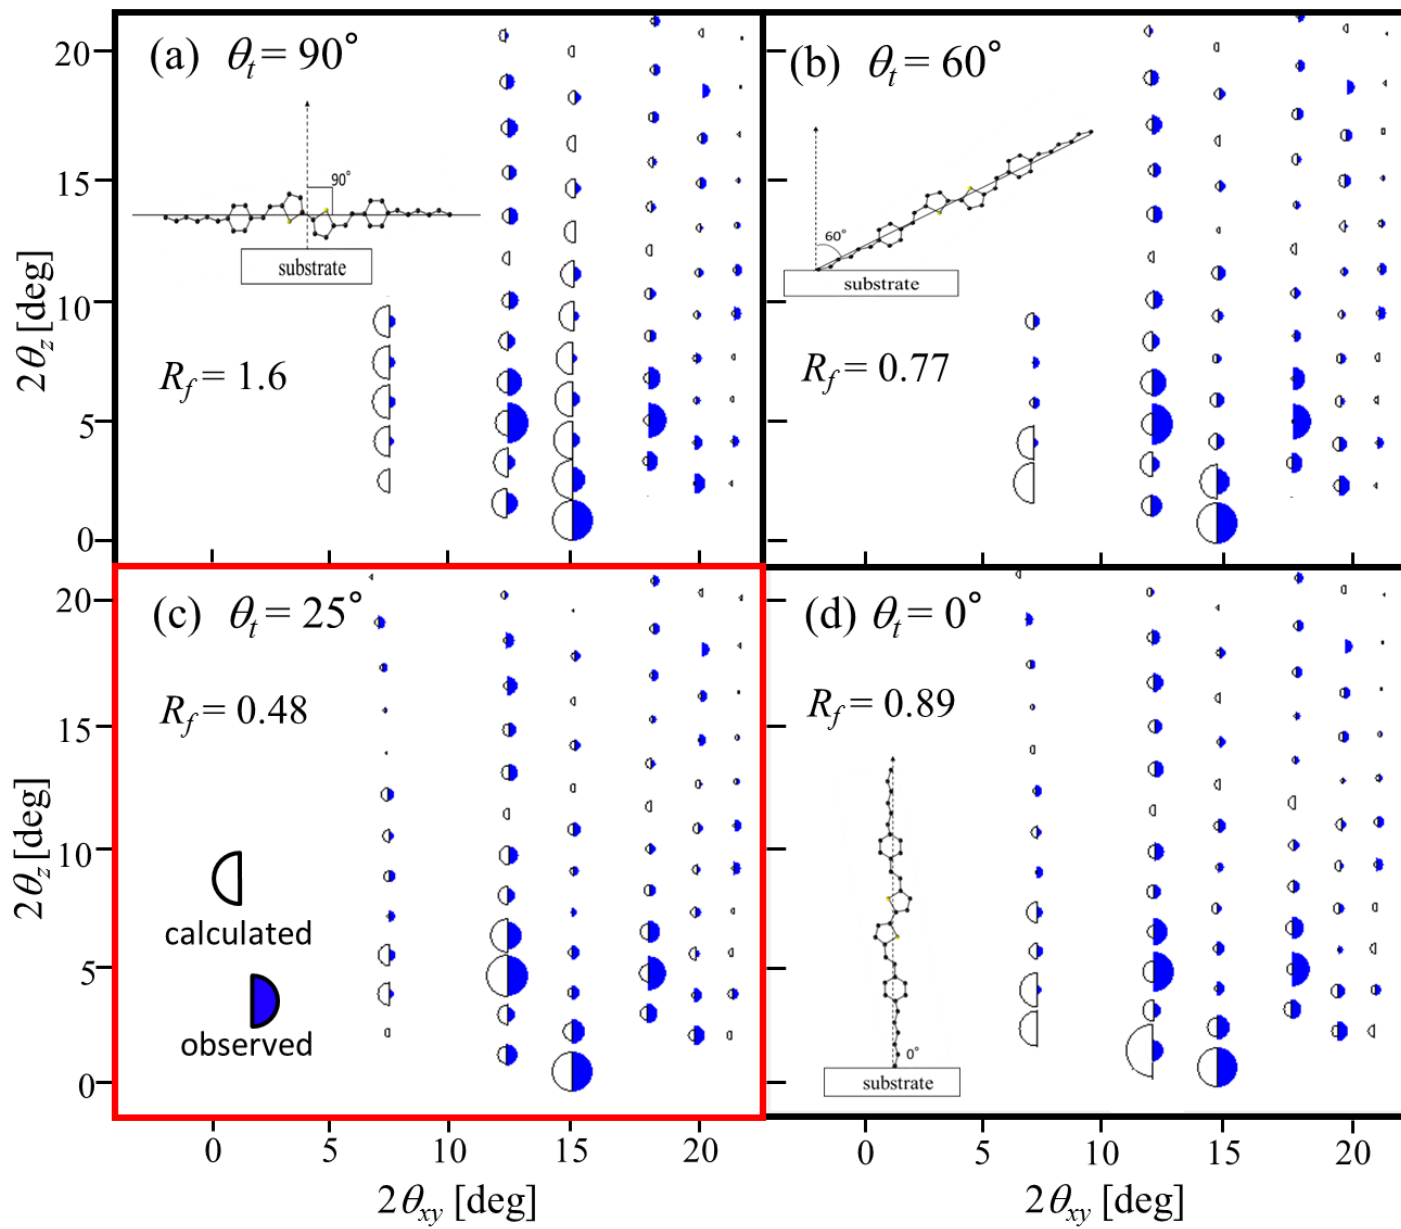 (a) θt = 90°
90°
substrate
Rf = 1.6
20
15
10
5
0
2θz [deg]
(b) θt = 60°
60°
substrate
Rf = 0.77
(c) θt = 25°
Rf = 0.48
calculated
observed
20
15
10
5
0
2θz [deg]
0 5 10 15 20
2θxy [deg]
(d) θt = 0°
Rf = 0.89
0°
substrate
0 5 10 15 20
2θxy [deg]